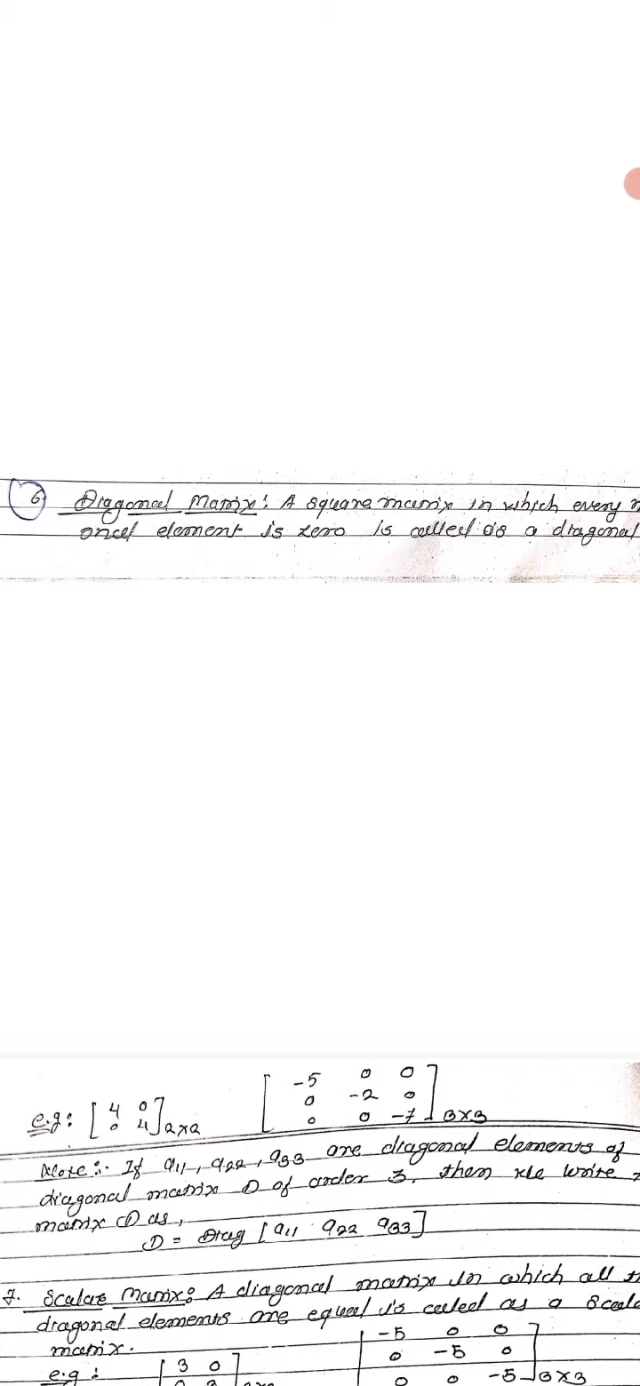 6) Diagonal Matrix: A square matrix in which every
onal element is zero is called as a diagonal
e.g: [4 0
0 4]2x2
[-5 0 0
0 -2 0
0 0 -7]3x3
Note:- If a11, a22, a33 are diagonal elements of
diagonal matrix D of order 3, then we write
matrix D as,
D = Diag [a11 a22 a33]
7. Scalar Matrix: A diagonal matrix in which all
diagonal elements are equal is called as a
matrix.
e.g: [3 0
[-5 0 0
0 -5 0
0 0 -5]3x3